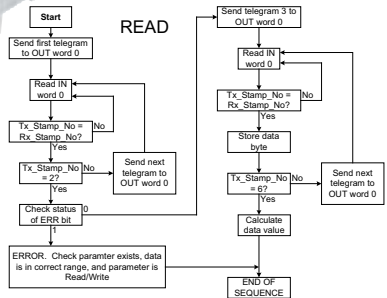 Start
READ
Send first telegram
to OUT word 0
Read IN
word 0
Tx_Stamp_No =
Rx_Stamp_No?
No
Yes
Tx_Stamp_No
= 2?
No
Send next
telegram to
OUT word 0
Yes
Check status
of ERR bit
0
1
ERROR. Check paramter exists, data
is in correct range, and parameter is
Read/Write
Send telegram 3 to
OUT word 0
Read IN
word 0
Tx_Stamp_No =
Rx_Stamp_No?
No
Yes
Store data
byte
Tx_Stamp_No
= 6?
No
Send next
telegram to
OUT word 0
Yes
Calculate
data value
END OF
SEQUENCE